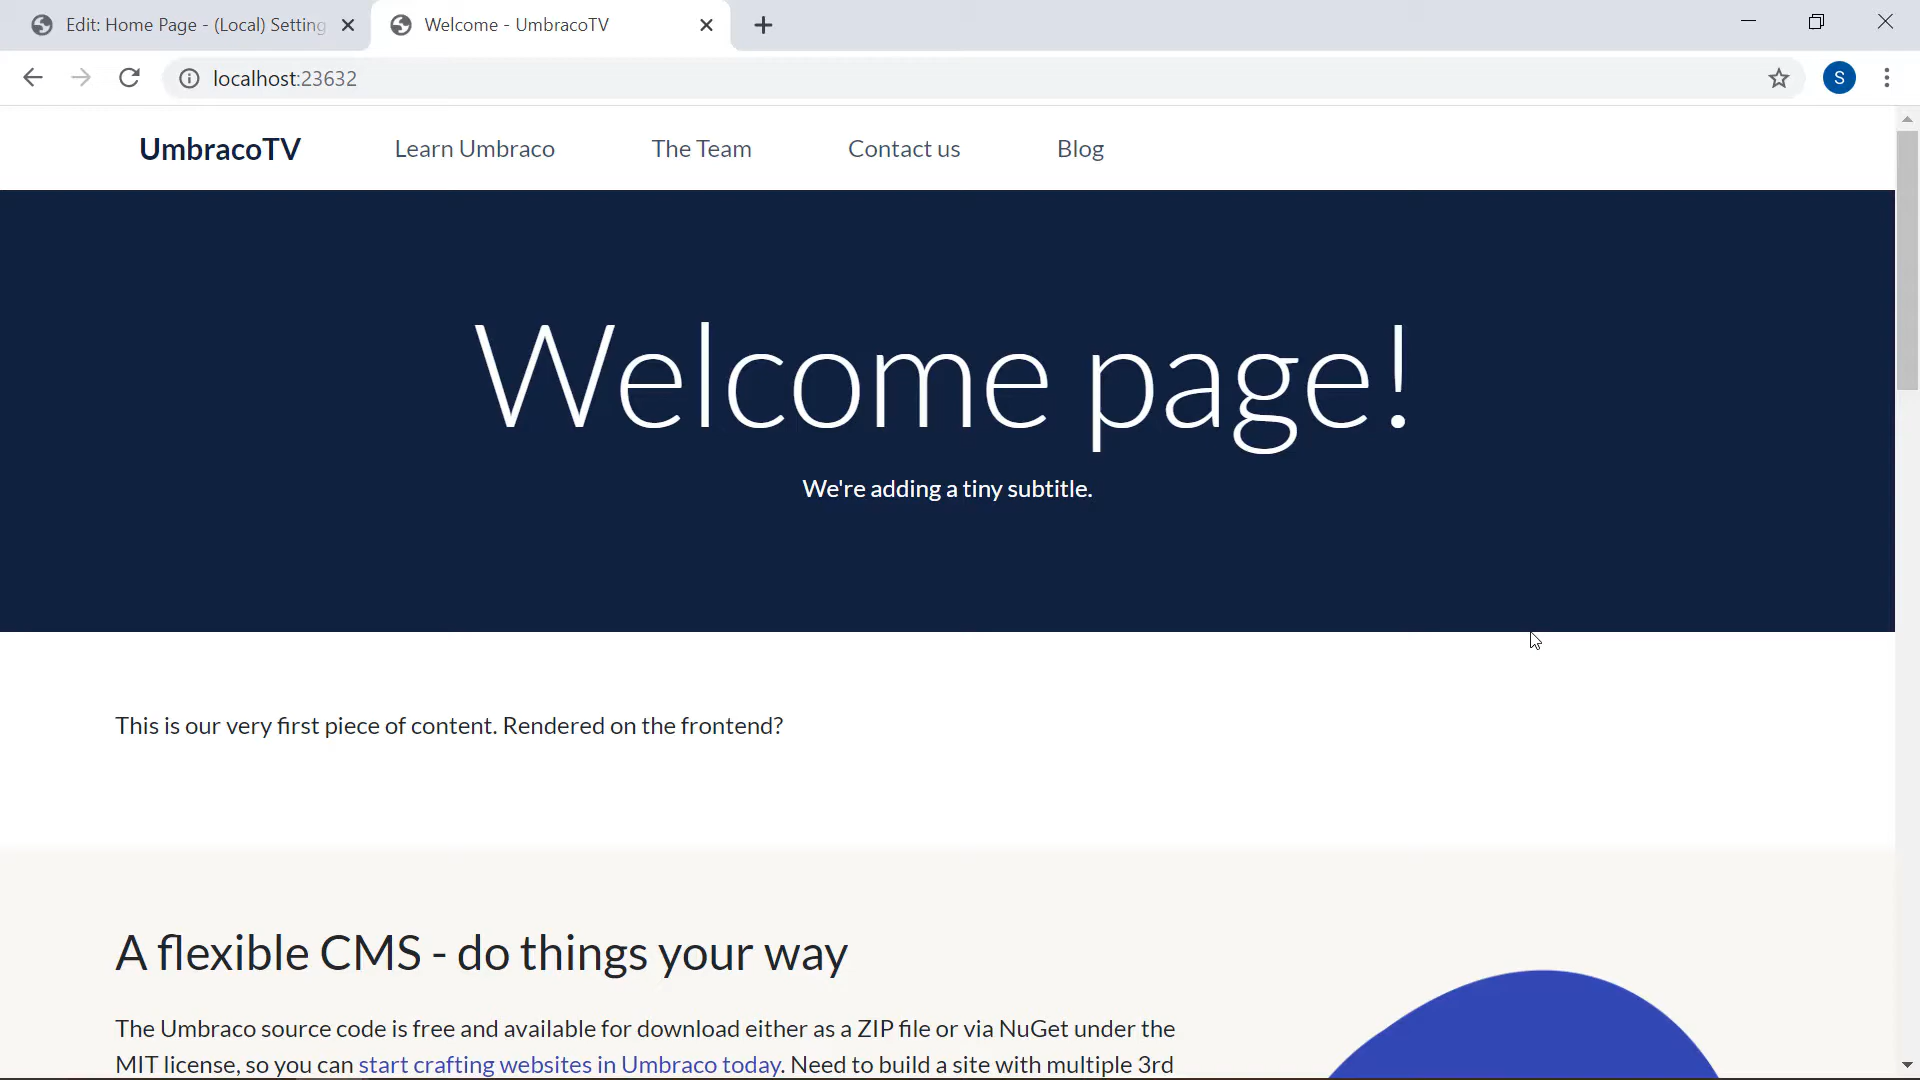 Edit: Home Page - (Local) Setting
Welcome - UmbracoTV
localhost:23632
S
UmbracoTV
Learn Umbraco
The Team
Contact us
Blog
Welcome page!
We're adding a tiny subtitle.
This is our very first piece of content. Rendered on the frontend?
A flexible CMS - do things your way
The Umbraco source code is free and available for download either as a ZIP file or via NuGet under the
MIT license, so you can start crafting websites in Umbraco today. Need to build a site with multiple 3rd